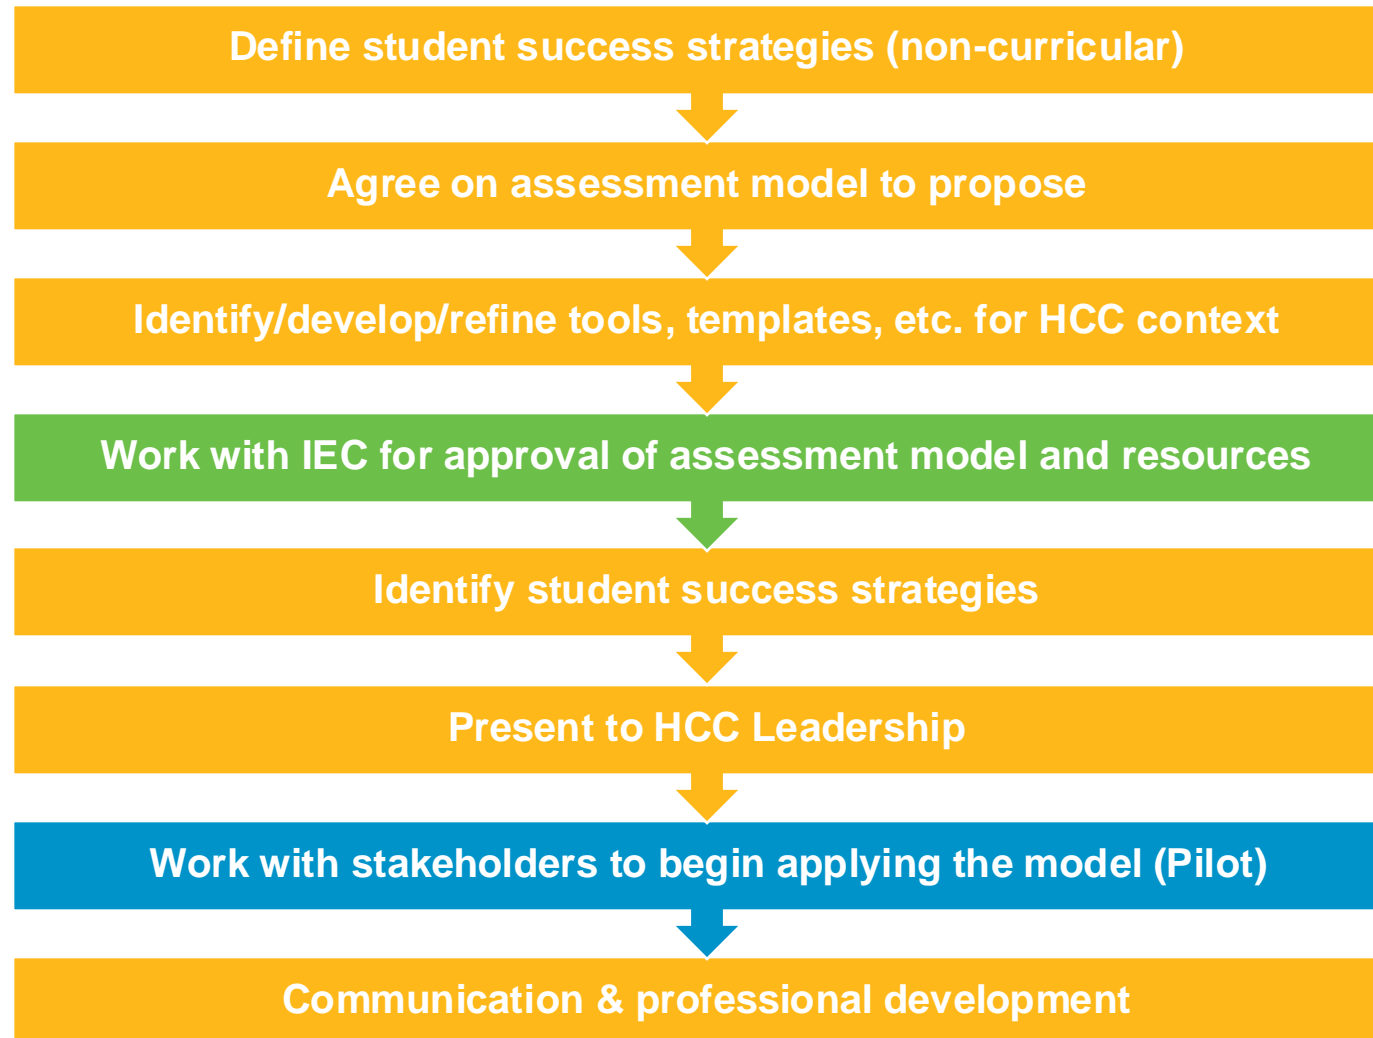 Define student success strategies (non-curricular)
Agree on assessment model to propose
Identify/develop/refine tools, templates, etc. for HCC context
Work with IEC for approval of assessment model and resources
Identify student success strategies
Present to HCC Leadership
Work with stakeholders to begin applying the model (Pilot)
Communication & professional development